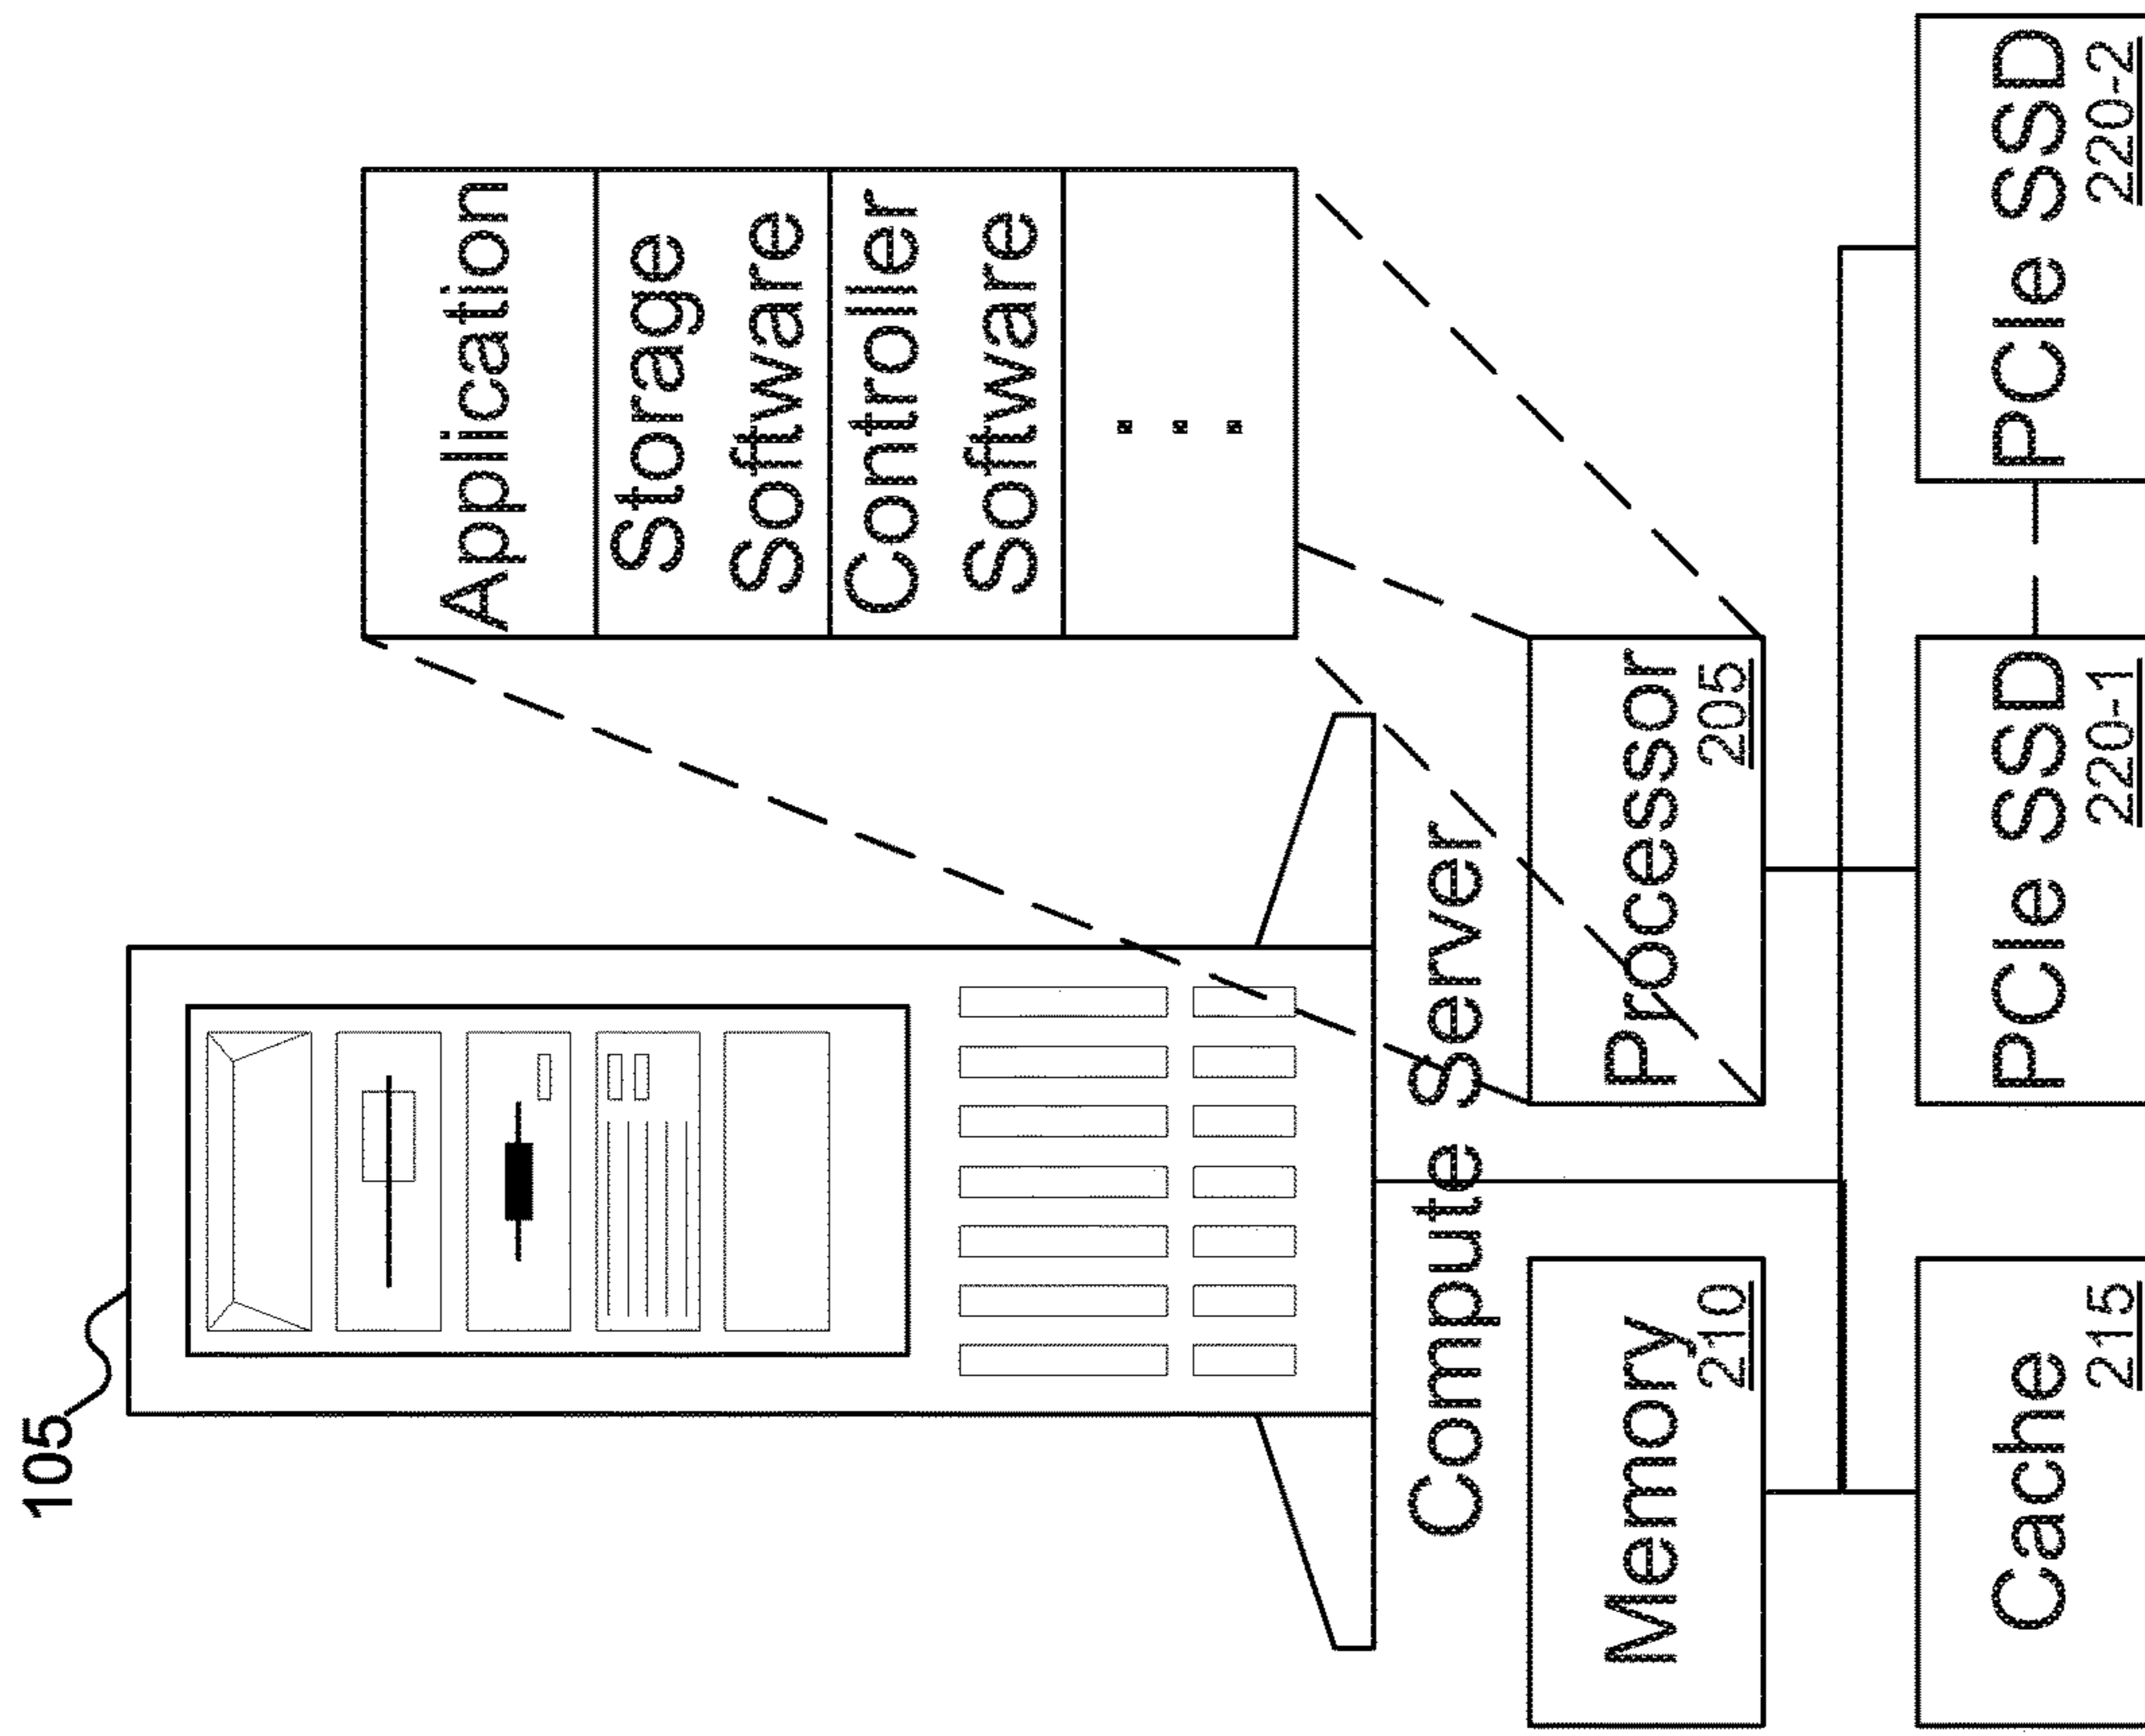 105
Application
Storage
Software
Controller
Software
Compute Server
Memory
210
Processor
205
Cache
215
PCIe SSD
220-1
PCIe SSD
220-2